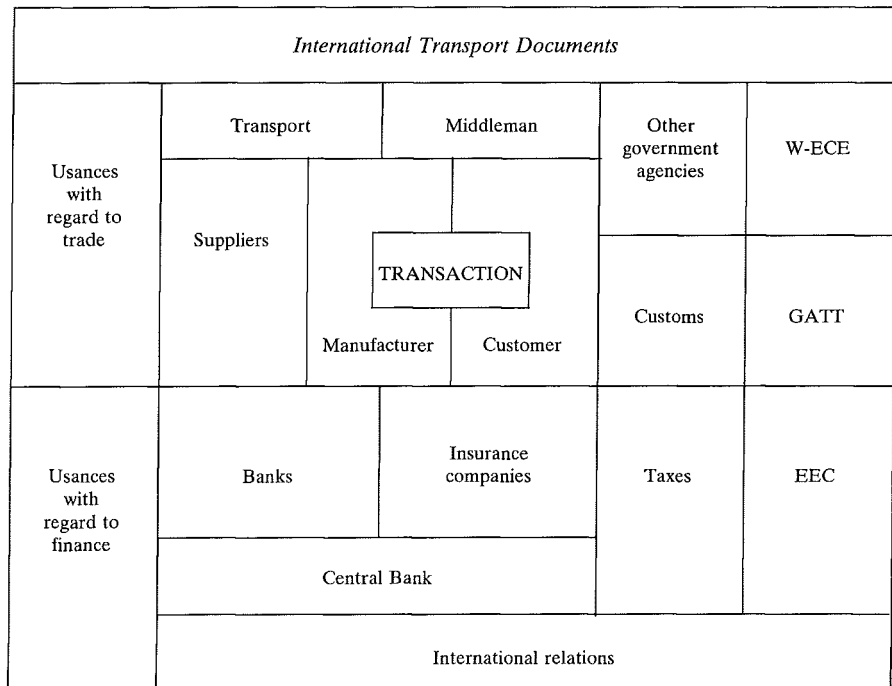 International Transport Documents
Usances
with
regard to
trade
Transport
Middleman
Other
government
agencies
W-ECE
Suppliers
TRANSACTION
Manufacturer
Customer
Customs
GATT
Usances
with
regard to
finance
Banks
Insurance
companies
Taxes
EEC
Central Bank
International relations